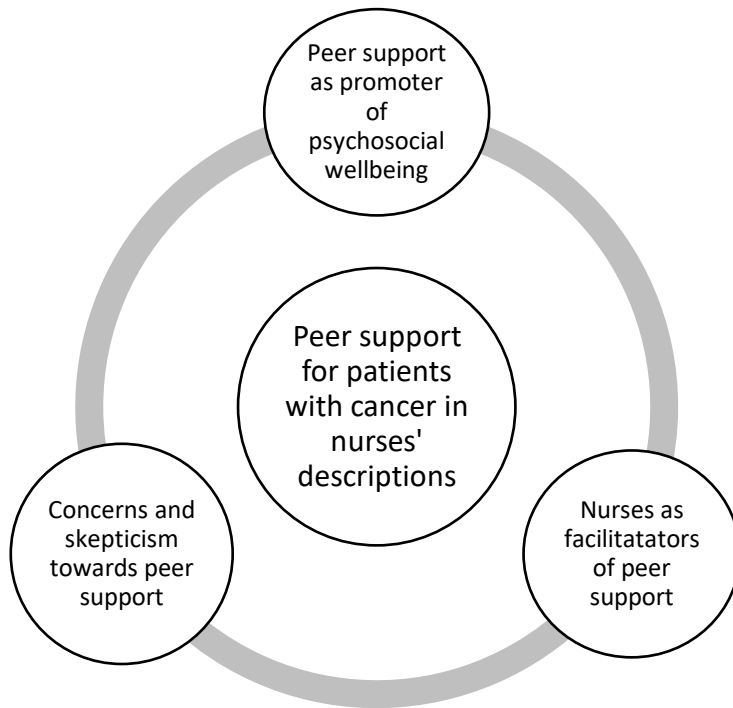 Peer support
as promoter
of
psychosocial
wellbeing
Peer support
for patients
with cancer in
nurses'
descriptions
Concerns and
skepticism
towards peer
support
Nurses as
facilitatators
of peer
support